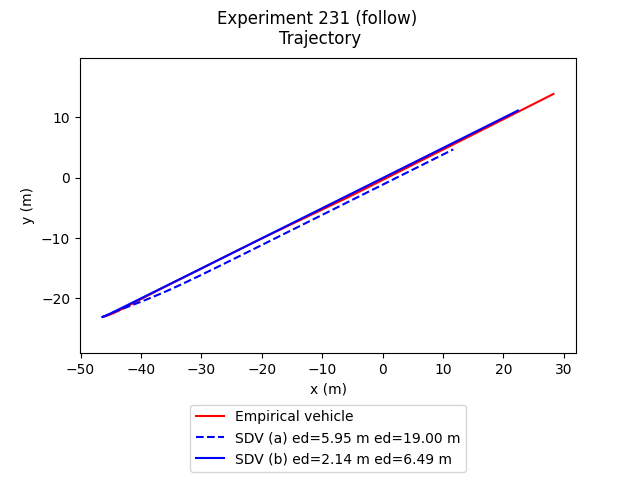 Experiment 231 (follow)
Trajectory
y (m)
10
0
−10
−20
−50 −40 −30 −20 −10 0 10 20 30
x (m)
Empirical vehicle
SDV (a) ed=5.95 m ed=19.00 m
SDV (b) ed=2.14 m ed=6.49 m